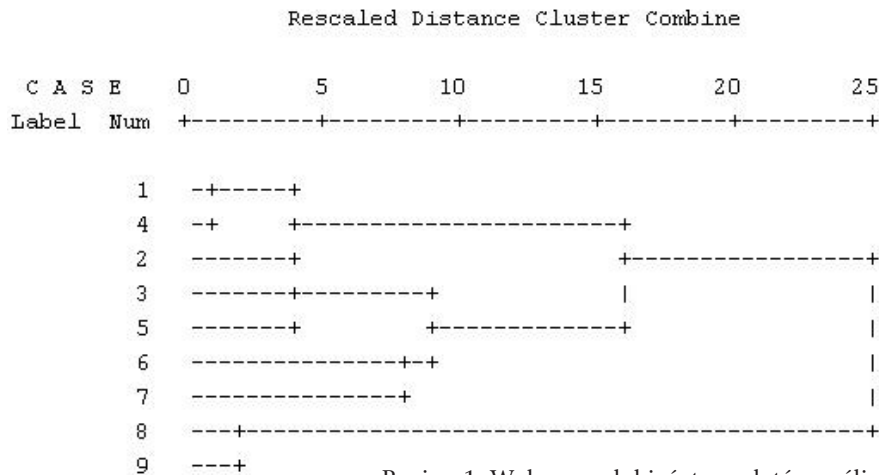 Rescaled Distance Cluster Combine
C A S E 0 5 10 15 20 25
Label Num +---------+---------+---------+---------+---------+
1 -+-----+
4 -+ +-----------------------+
2 -------+ +-----------------+
3 -------+---------+ | |
5 -------+ +-------------+ |
6 ---------------+-+ |
7 ---------------+ |
8 ---+---------------------------------------------+
9 ---+